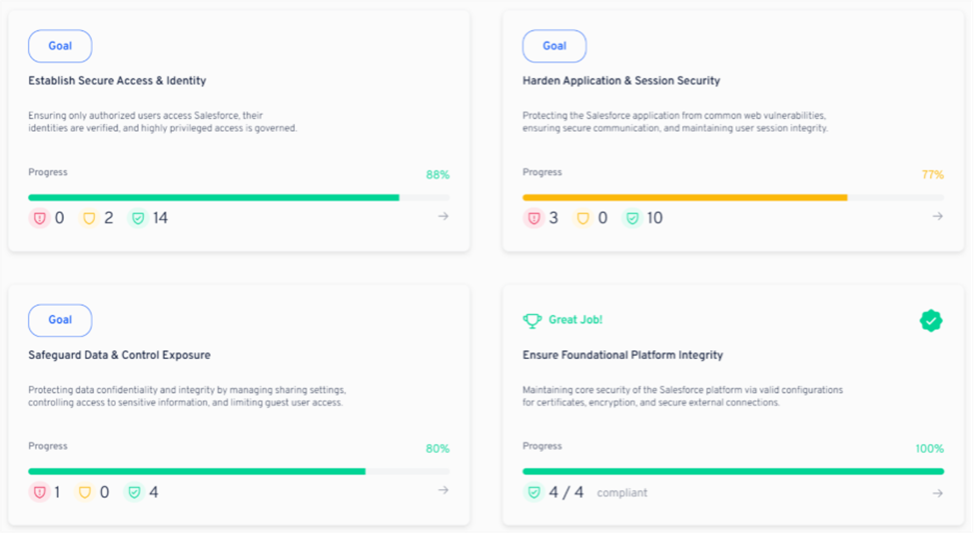 Goal
Establish Secure Access & Identity
Ensuring only authorized users access Salesforce, their
identities are verified, and highly privileged access is governed.
Progress
88%
0 2 14
Goal
Harden Application & Session Security
Protecting the Salesforce application from common web vulnerabilities,
ensuring secure communication, and maintaining user session integrity.
Progress
77%
3 0 10
Goal
Safeguard Data & Control Exposure
Protecting data confidentiality and integrity by managing sharing settings,
controlling access to sensitive information, and limiting guest user access.
Progress
80%
1 0 4
Great Job!
Ensure Foundational Platform Integrity
Maintaining core security of the Salesforce platform via valid configurations
for certificates, encryption, and secure external connections.
Progress
100%
4 / 4 compliant